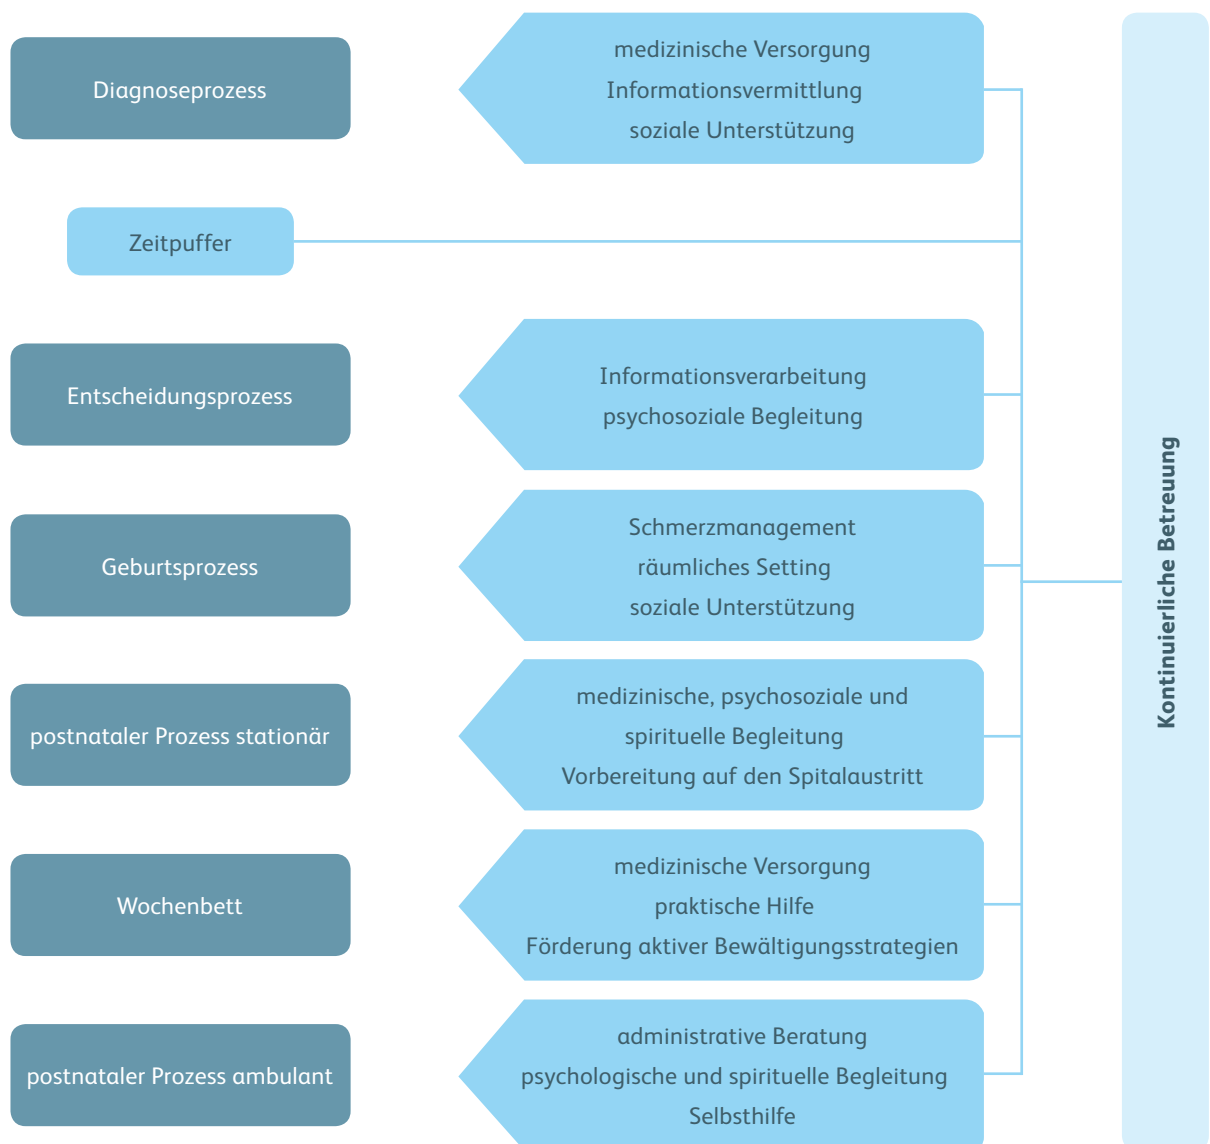 Diagnoseprozess
medizinische Versorgung
Informationsvermittlung
soziale Unterstützung
Zeitpuffer
Entscheidungsprozess
Informationsverarbeitung
psychosoziale Begleitung
Geburtsprozess
Schmerzmanagement
räumliches Setting
soziale Unterstützung
postnataler Prozess stationär
medizinische, psychosoziale und
spirituelle Begleitung
Vorbereitung auf den Spitalaustritt
Wochenbett
medizinische Versorgung
praktische Hilfe
Förderung aktiver Bewältigungsstrategien
postnataler Prozess ambulant
administrative Beratung
psychologische und spirituelle Begleitung
Selbsthilfe
Kontinuierliche Betreuung